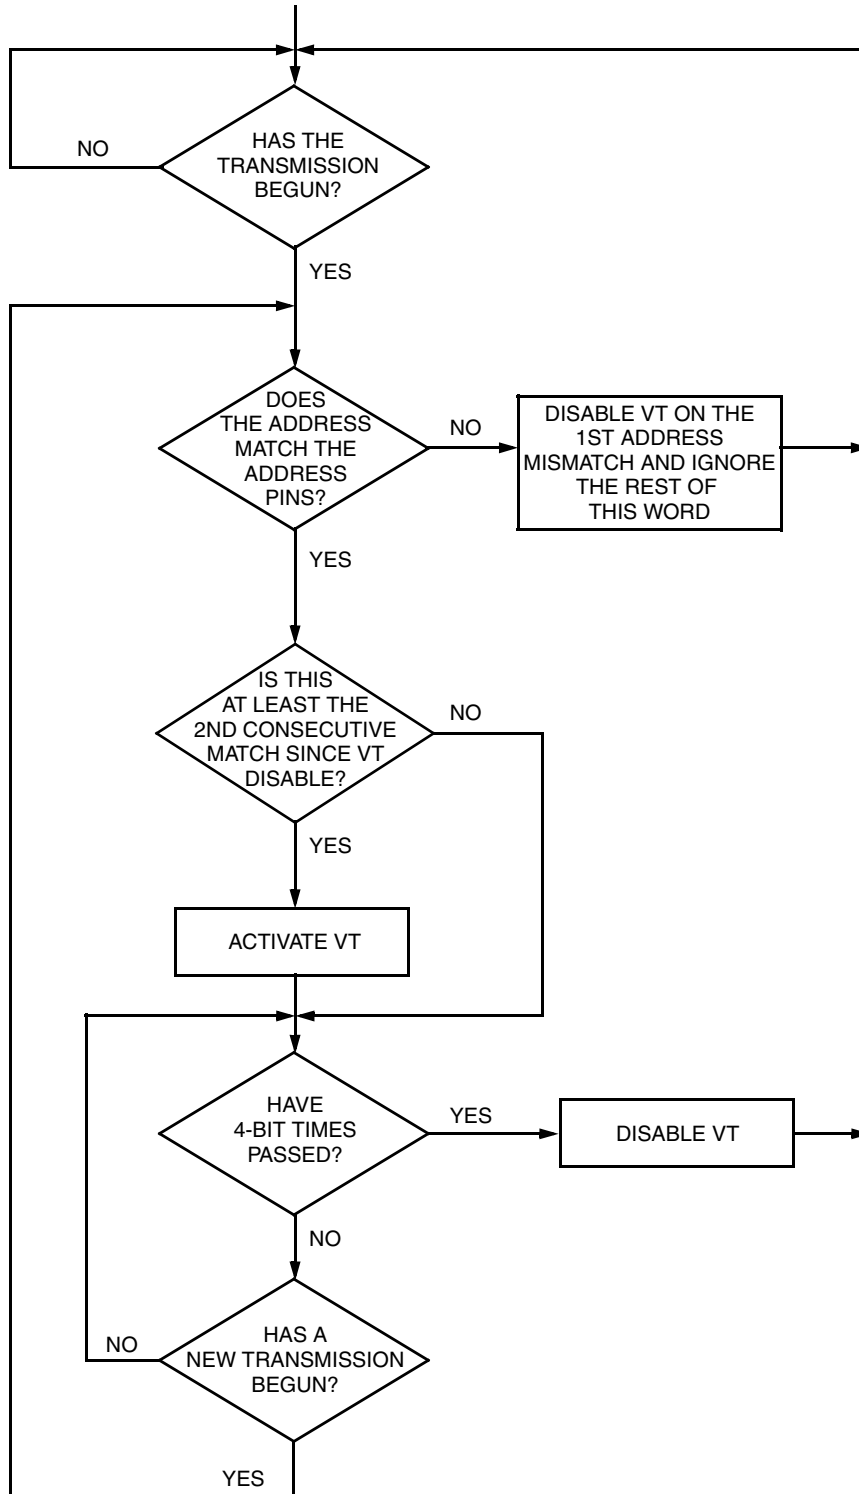 HAS THE
TRANSMISSION
BEGUN?
NO
YES
DOES
THE ADDRESS
MATCH THE
ADDRESS
PINS?
NO
DISABLE VT ON THE
1ST ADDRESS
MISMATCH AND IGNORE
THE REST OF
THIS WORD
YES
IS THIS
AT LEAST THE
2ND CONSECUTIVE
MATCH SINCE VT
DISABLE?
NO
YES
ACTIVATE VT
HAVE
4-BIT TIMES
PASSED?
YES
DISABLE VT
NO
HAS A
NEW TRANSMISSION
BEGUN?
NO
YES